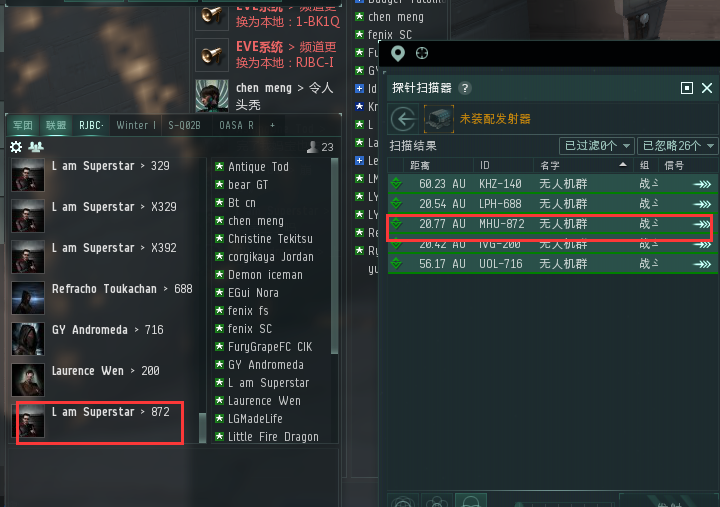 EVE系统 > 频道更
换为本地：1-BK1Q
EVE系统 > 频道更
换为本地：RJBC-I
chen meng > 令人
头秃
chen meng
fenix SC
军团
联盟
RJBC-
Winter I
S-Q02B
OASA R
+
23
L am Superstar > 329
L am Superstar > X329
L am Superstar > X392
Refracho Toukachan > 688
GY Andromeda > 716
Laurence Wen > 200
L am Superstar > 872
Antique Tod
bear GT
Bt cn
chen meng
Christine Tekitsu
corgikaya Jordan
Demon iceman
EGui Nora
fenix fs
fenix SC
FuryGrapeFC CIK
GY Andromeda
L am Superstar
Laurence Wen
LGMadeLife
Little Fire Dragon
探针扫描器 ?
未装配发射器
扫描结果
已过滤0个
已忽略26个
距离 ID 名字 组 信号
60.23 AU KHZ-140 无人机群 战
20.54 AU LPH-688 无人机群 战
20.77 AU MHU-872 无人机群 战
20.42 AU IVG-200 无人机群 战
56.17 AU UOL-716 无人机群 战